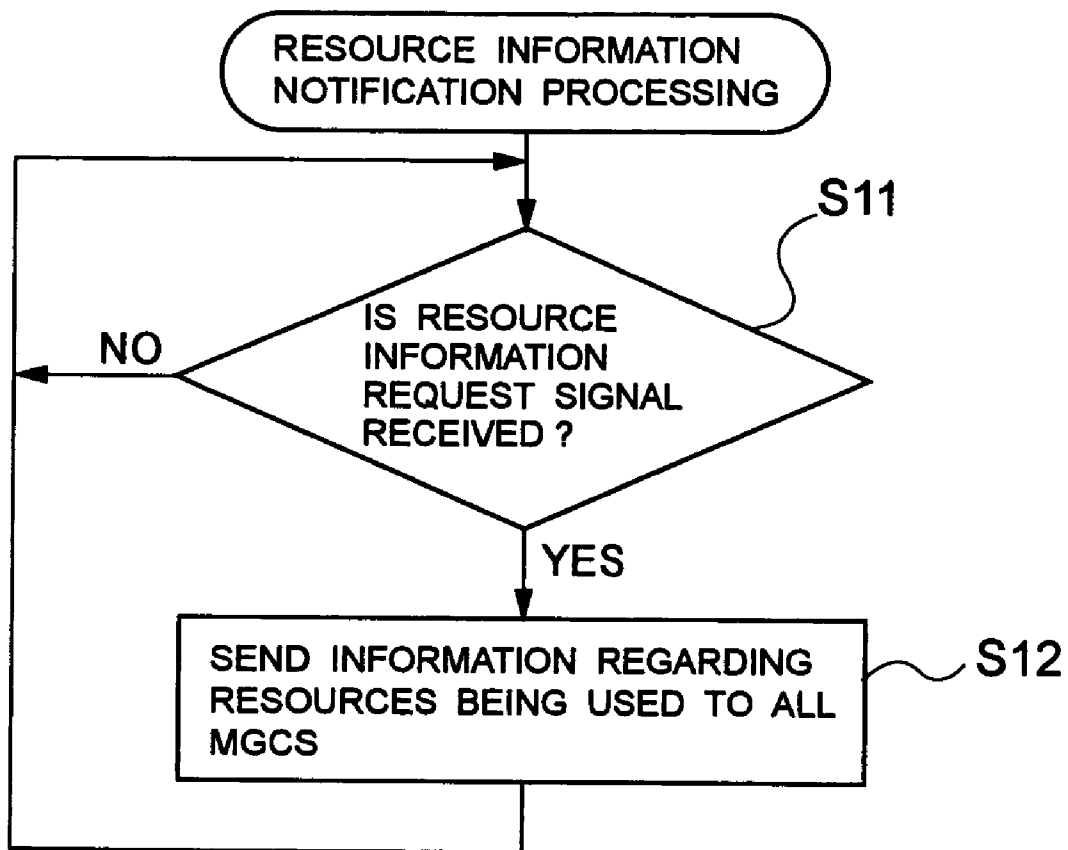 RESOURCE INFORMATION
NOTIFICATION PROCESSING
S11
IS RESOURCE
INFORMATION
REQUEST SIGNAL
RECEIVED ?
NO
YES
SEND INFORMATION REGARDING
RESOURCES BEING USED TO ALL
MGCS
S12